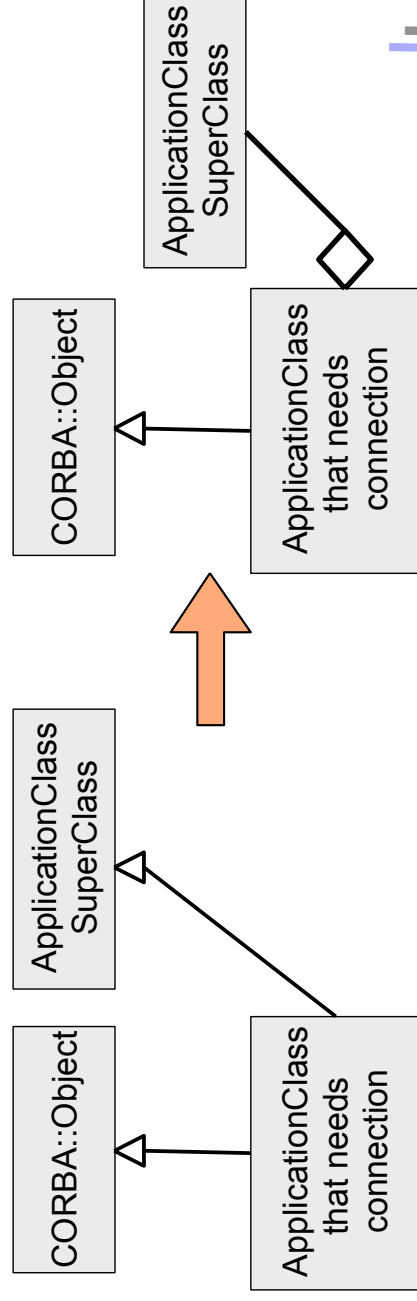 CORBA::Object
ApplicationClass
SuperClass
ApplicationClass
that needs
connection
CORBA::Object
ApplicationClass
SuperClass
ApplicationClass
that needs
connection